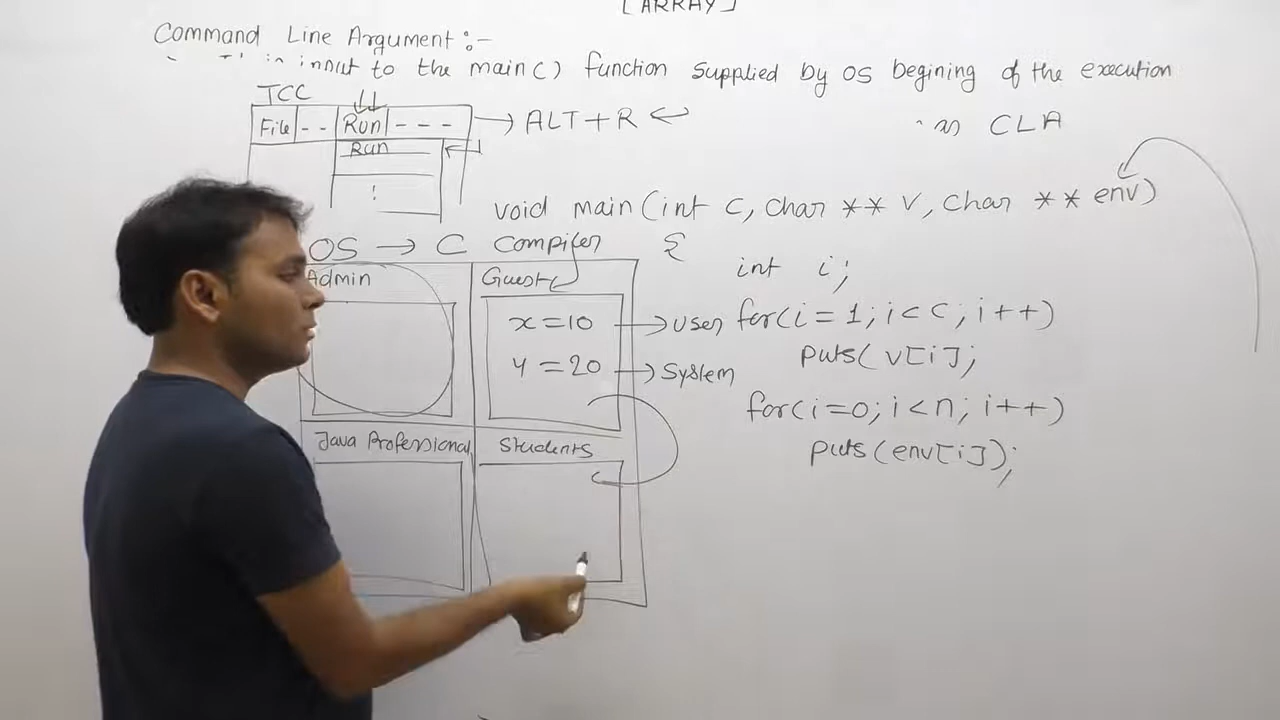 [ARRAY]
Command Line Argument :-
input to the main() function supplied by OS begining of the execution
TCC
File -- Run --- → ALT+R ↩
as CLA
Run
void main(int c, char ** v, char ** env)
OS → C Compiler {
int i;
Admin Guest
x=10 → User for(i=1; i<c; i++)
puts(v[i];
y=20 → System
for(i=0; i<n; i++)
Java Professional Students puts(env[i]);